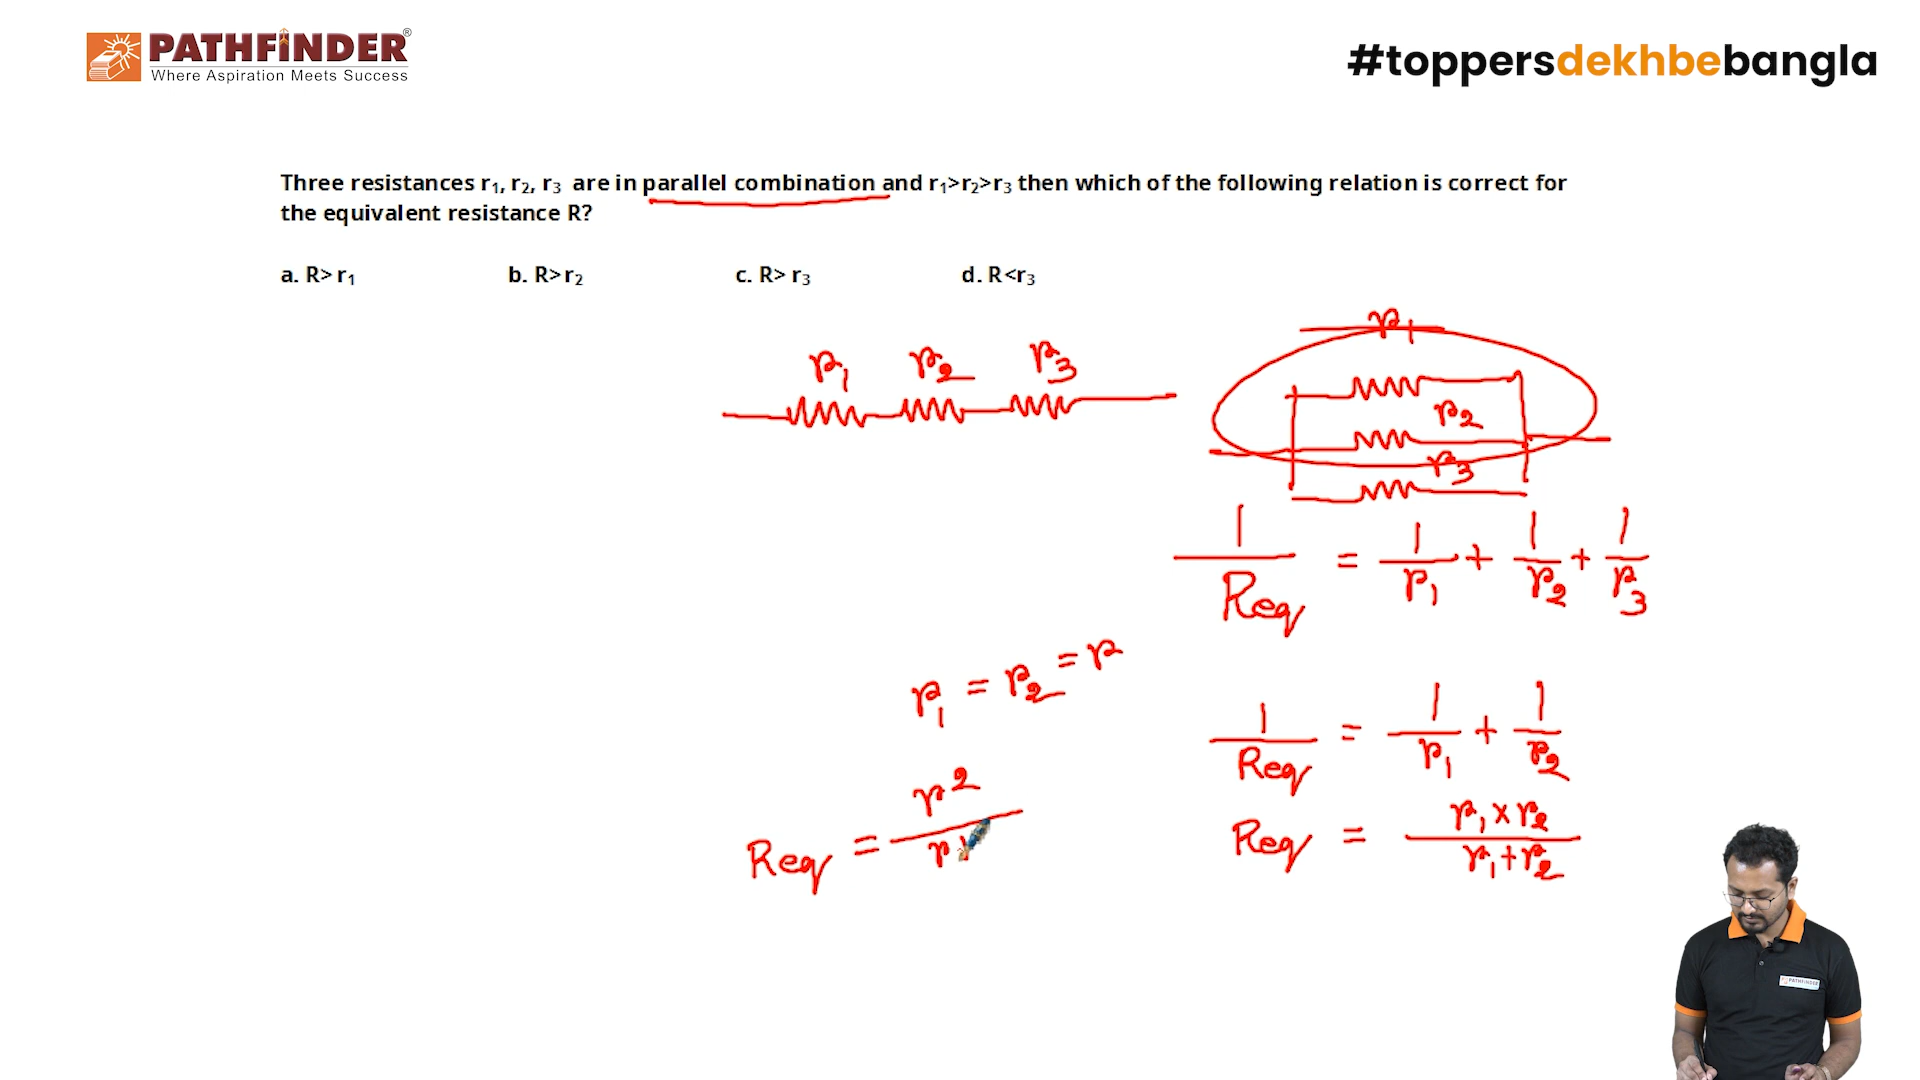 PATHFINDER®
Where Aspiration Meets Success
#toppersdekhbebangla
Three resistances r₁, r₂, r₃ are in parallel combination and r₁>r₂>r₃ then which of the following relation is correct for
the equivalent resistance R?
a. R> r₁ b. R>r₂ c. R> r₃ d. R<r₃
r₁ r₂ r₃
r₁
r₂
r₃
1/Req = 1/r₁ + 1/r₂ + 1/r₃
r₁ = r₂ = r
1/Req = 1/r₁ + 1/r₂
Req = r₁ × r₂ / r₁ + r₂
Req = r² / r
PATHFINDER